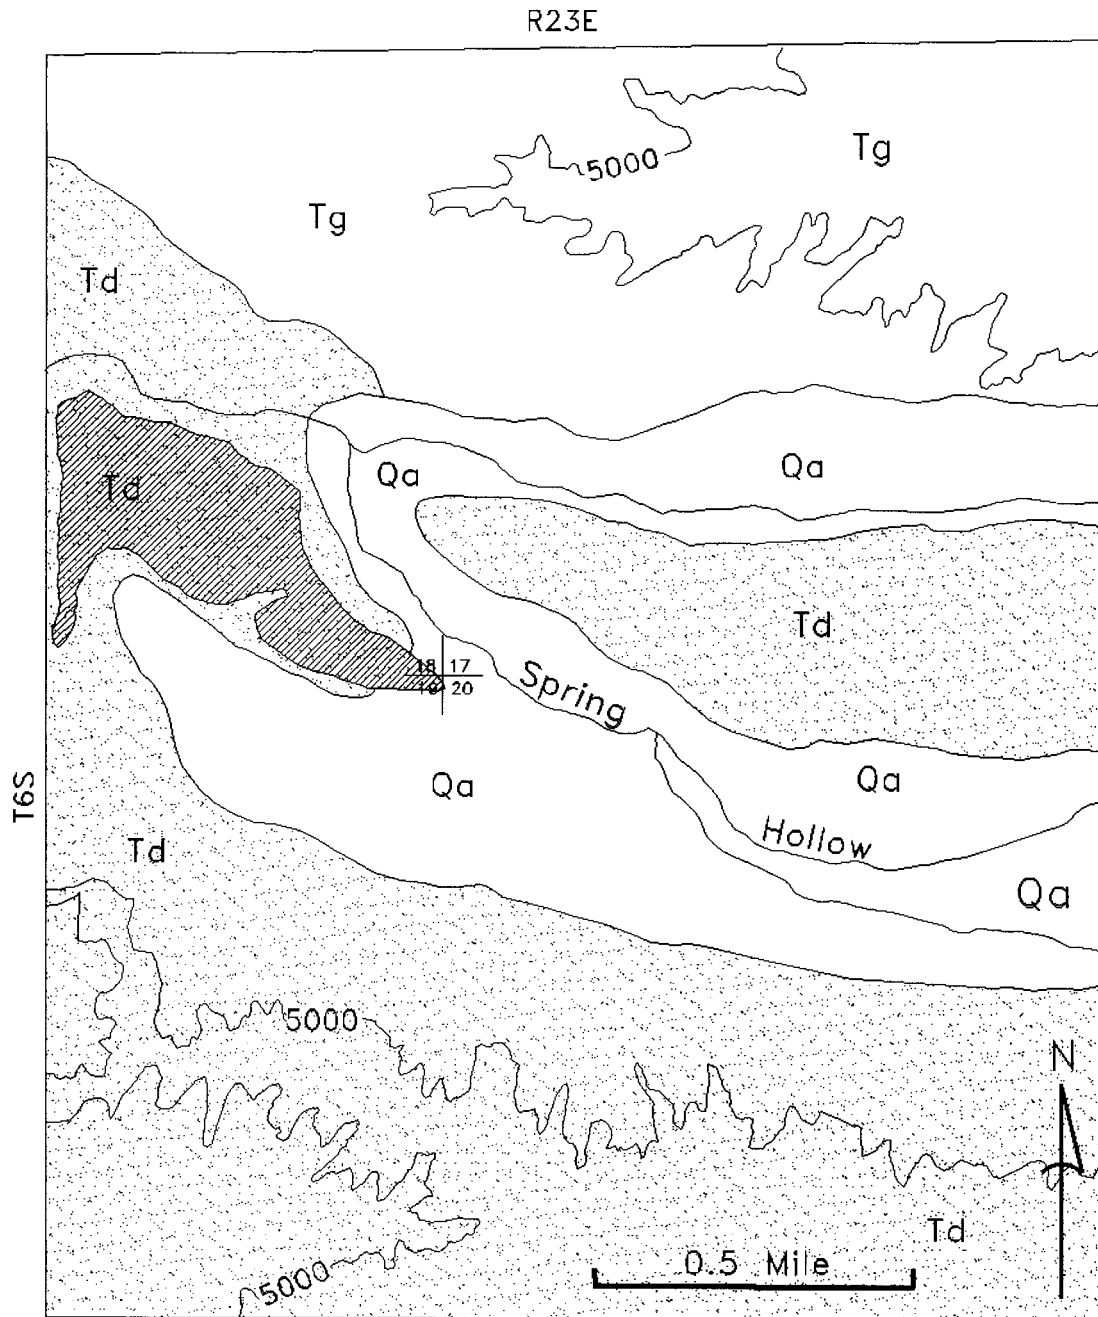 R23E
Tg
5000
Tg
Td
Qa
Qa
Td
Td
18 17
19 20
Spring
Qa
Qa
T6S
Hollow
Td
Qa
5000
N
Td
0.5 Mile
5000